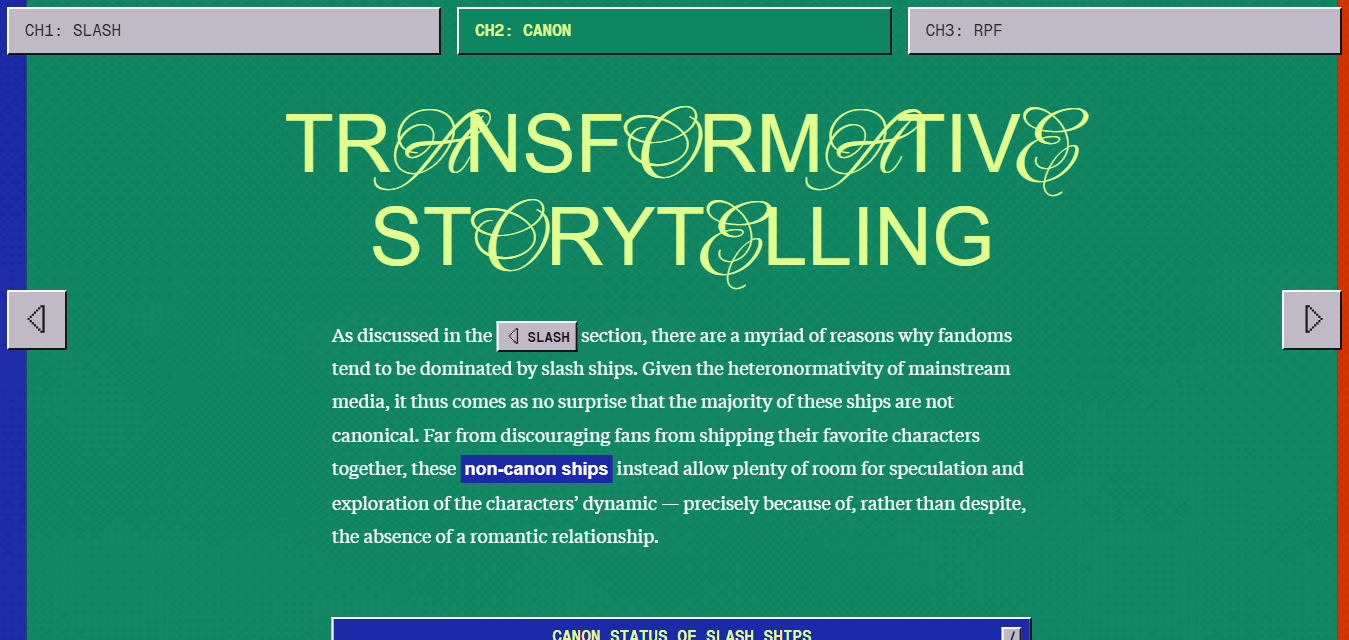 CH1: SLASH
CH2: CANON
CH3: RPF
TRANSFORMATIVE
STORYTELLING
As discussed in the SLASH section, there are a myriad of reasons why fandoms
tend to be dominated by slash ships. Given the heteronormativity of mainstream
media, it thus comes as no surprise that the majority of these ships are not
canonical. Far from discouraging fans from shipping their favorite characters
together, these non-canon ships instead allow plenty of room for speculation and
exploration of the characters’ dynamic — precisely because of, rather than despite,
the absence of a romantic relationship.
CANON STATUS OF SLASH SHIPS /